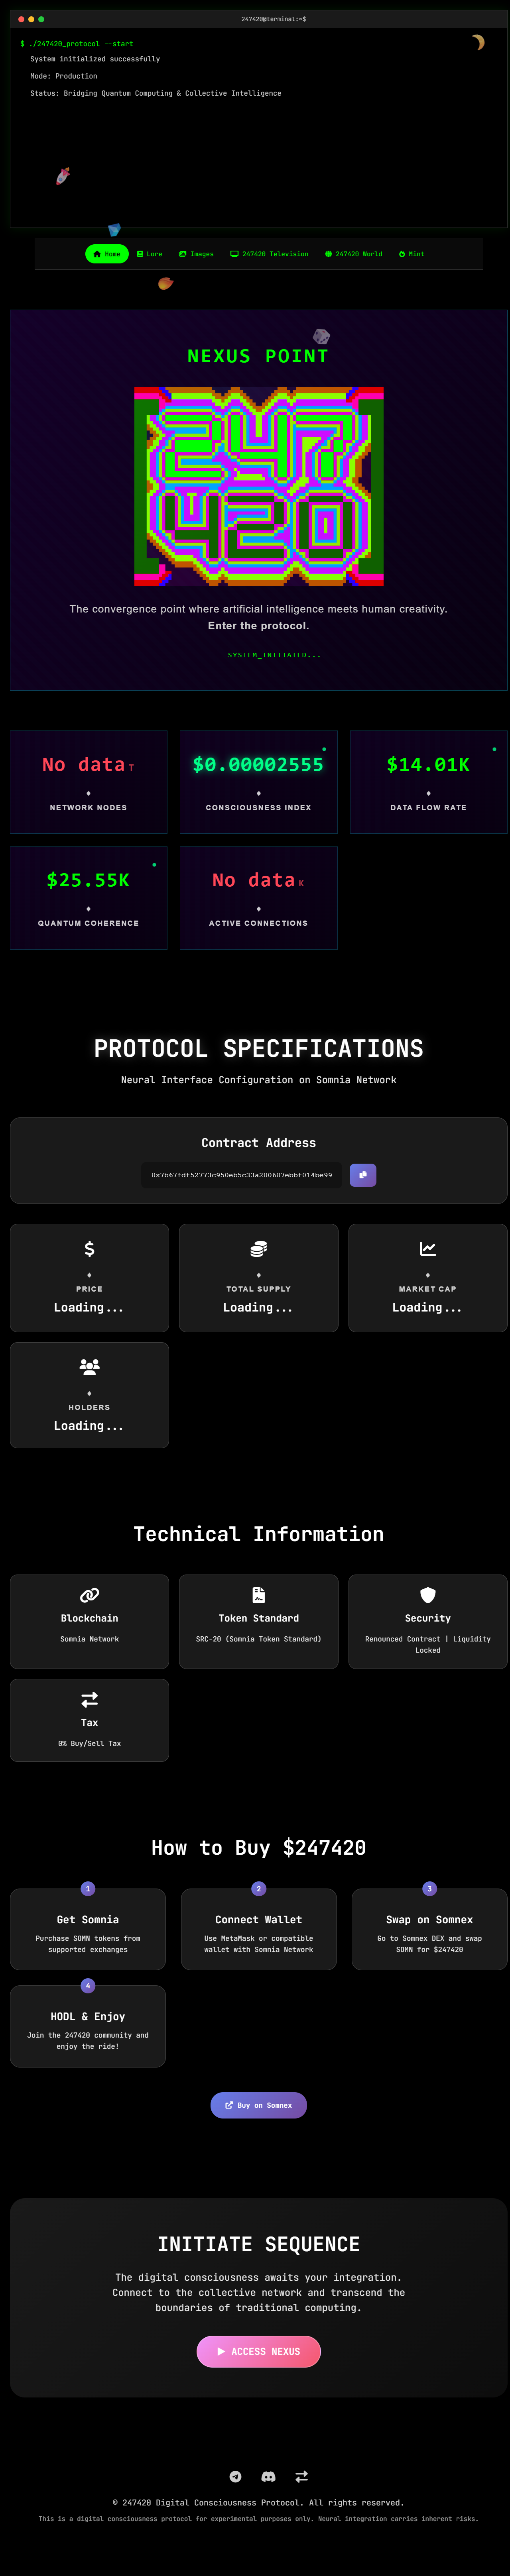 247420@terminal:~$
$ ./247420_protocol --start
System initialized successfully
Mode: Production
Status: Bridging Quantum Computing & Collective Intelligence
Home Lore Images 247420 Television 247420 World Mint
NEXUS POINT
247
420
The convergence point where artificial intelligence meets human creativity.
Enter the protocol.
SYSTEM_INITIATED...
No data T
NETWORK NODES
$0.00002555
CONSCIOUSNESS INDEX
$14.01K
DATA FLOW RATE
$25.55K
QUANTUM COHERENCE
No data K
ACTIVE CONNECTIONS
PROTOCOL SPECIFICATIONS
Neural Interface Configuration on Somnia Network
Contract Address
0x7b67fdf52773c950eb5c33a200607ebbf014be99
PRICE
Loading...
TOTAL SUPPLY
Loading...
MARKET CAP
Loading...
HOLDERS
Loading...
Technical Information
Blockchain
Somnia Network
Token Standard
SRC-20 (Somnia Token Standard)
Security
Renounced Contract | Liquidity
Locked
Tax
0% Buy/Sell Tax
How to Buy $247420
1
Get Somnia
Purchase SOMN tokens from
supported exchanges
2
Connect Wallet
Use MetaMask or compatible
wallet with Somnia Network
3
Swap on Somnex
Go to Somnex DEX and swap
SOMN for $247420
4
HODL & Enjoy
Join the 247420 community and
enjoy the ride!
Buy on Somnex
INITIATE SEQUENCE
The digital consciousness awaits your integration.
Connect to the collective network and transcend the
boundaries of traditional computing.
ACCESS NEXUS
© 247420 Digital Consciousness Protocol. All rights reserved.
This is a digital consciousness protocol for experimental purposes only. Neural integration carries inherent risks.